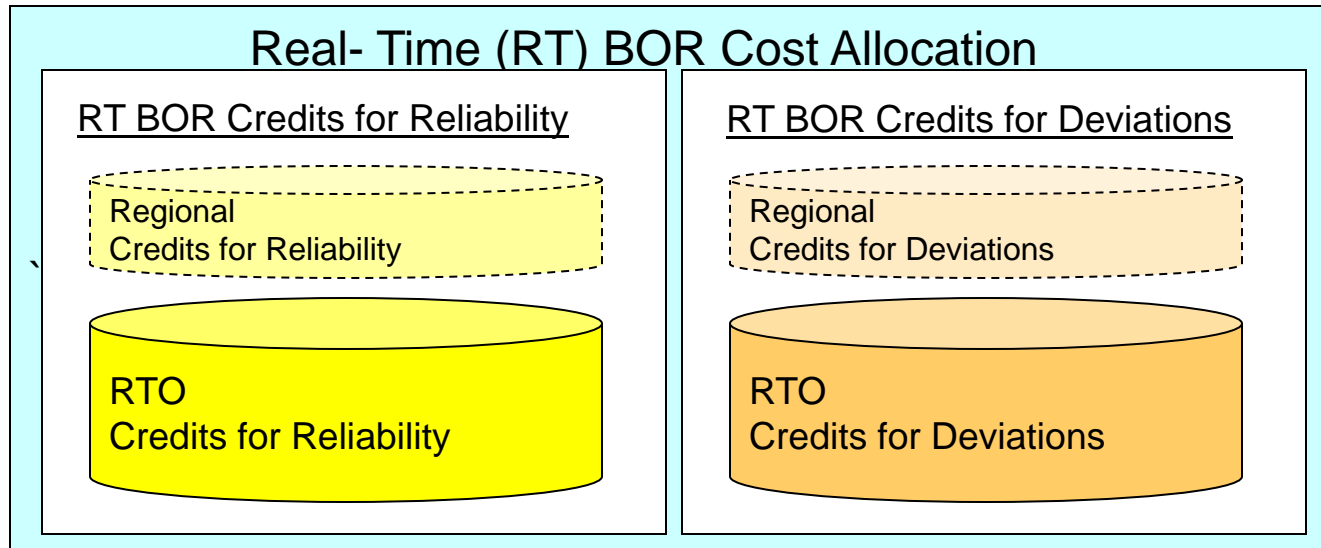 Real- Time (RT) BOR Cost Allocation
RT BOR Credits for Reliability
Regional
Credits for Reliability
`
RTO
Credits for Reliability
RT BOR Credits for Deviations
Regional
Credits for Deviations
RTO
Credits for Deviations